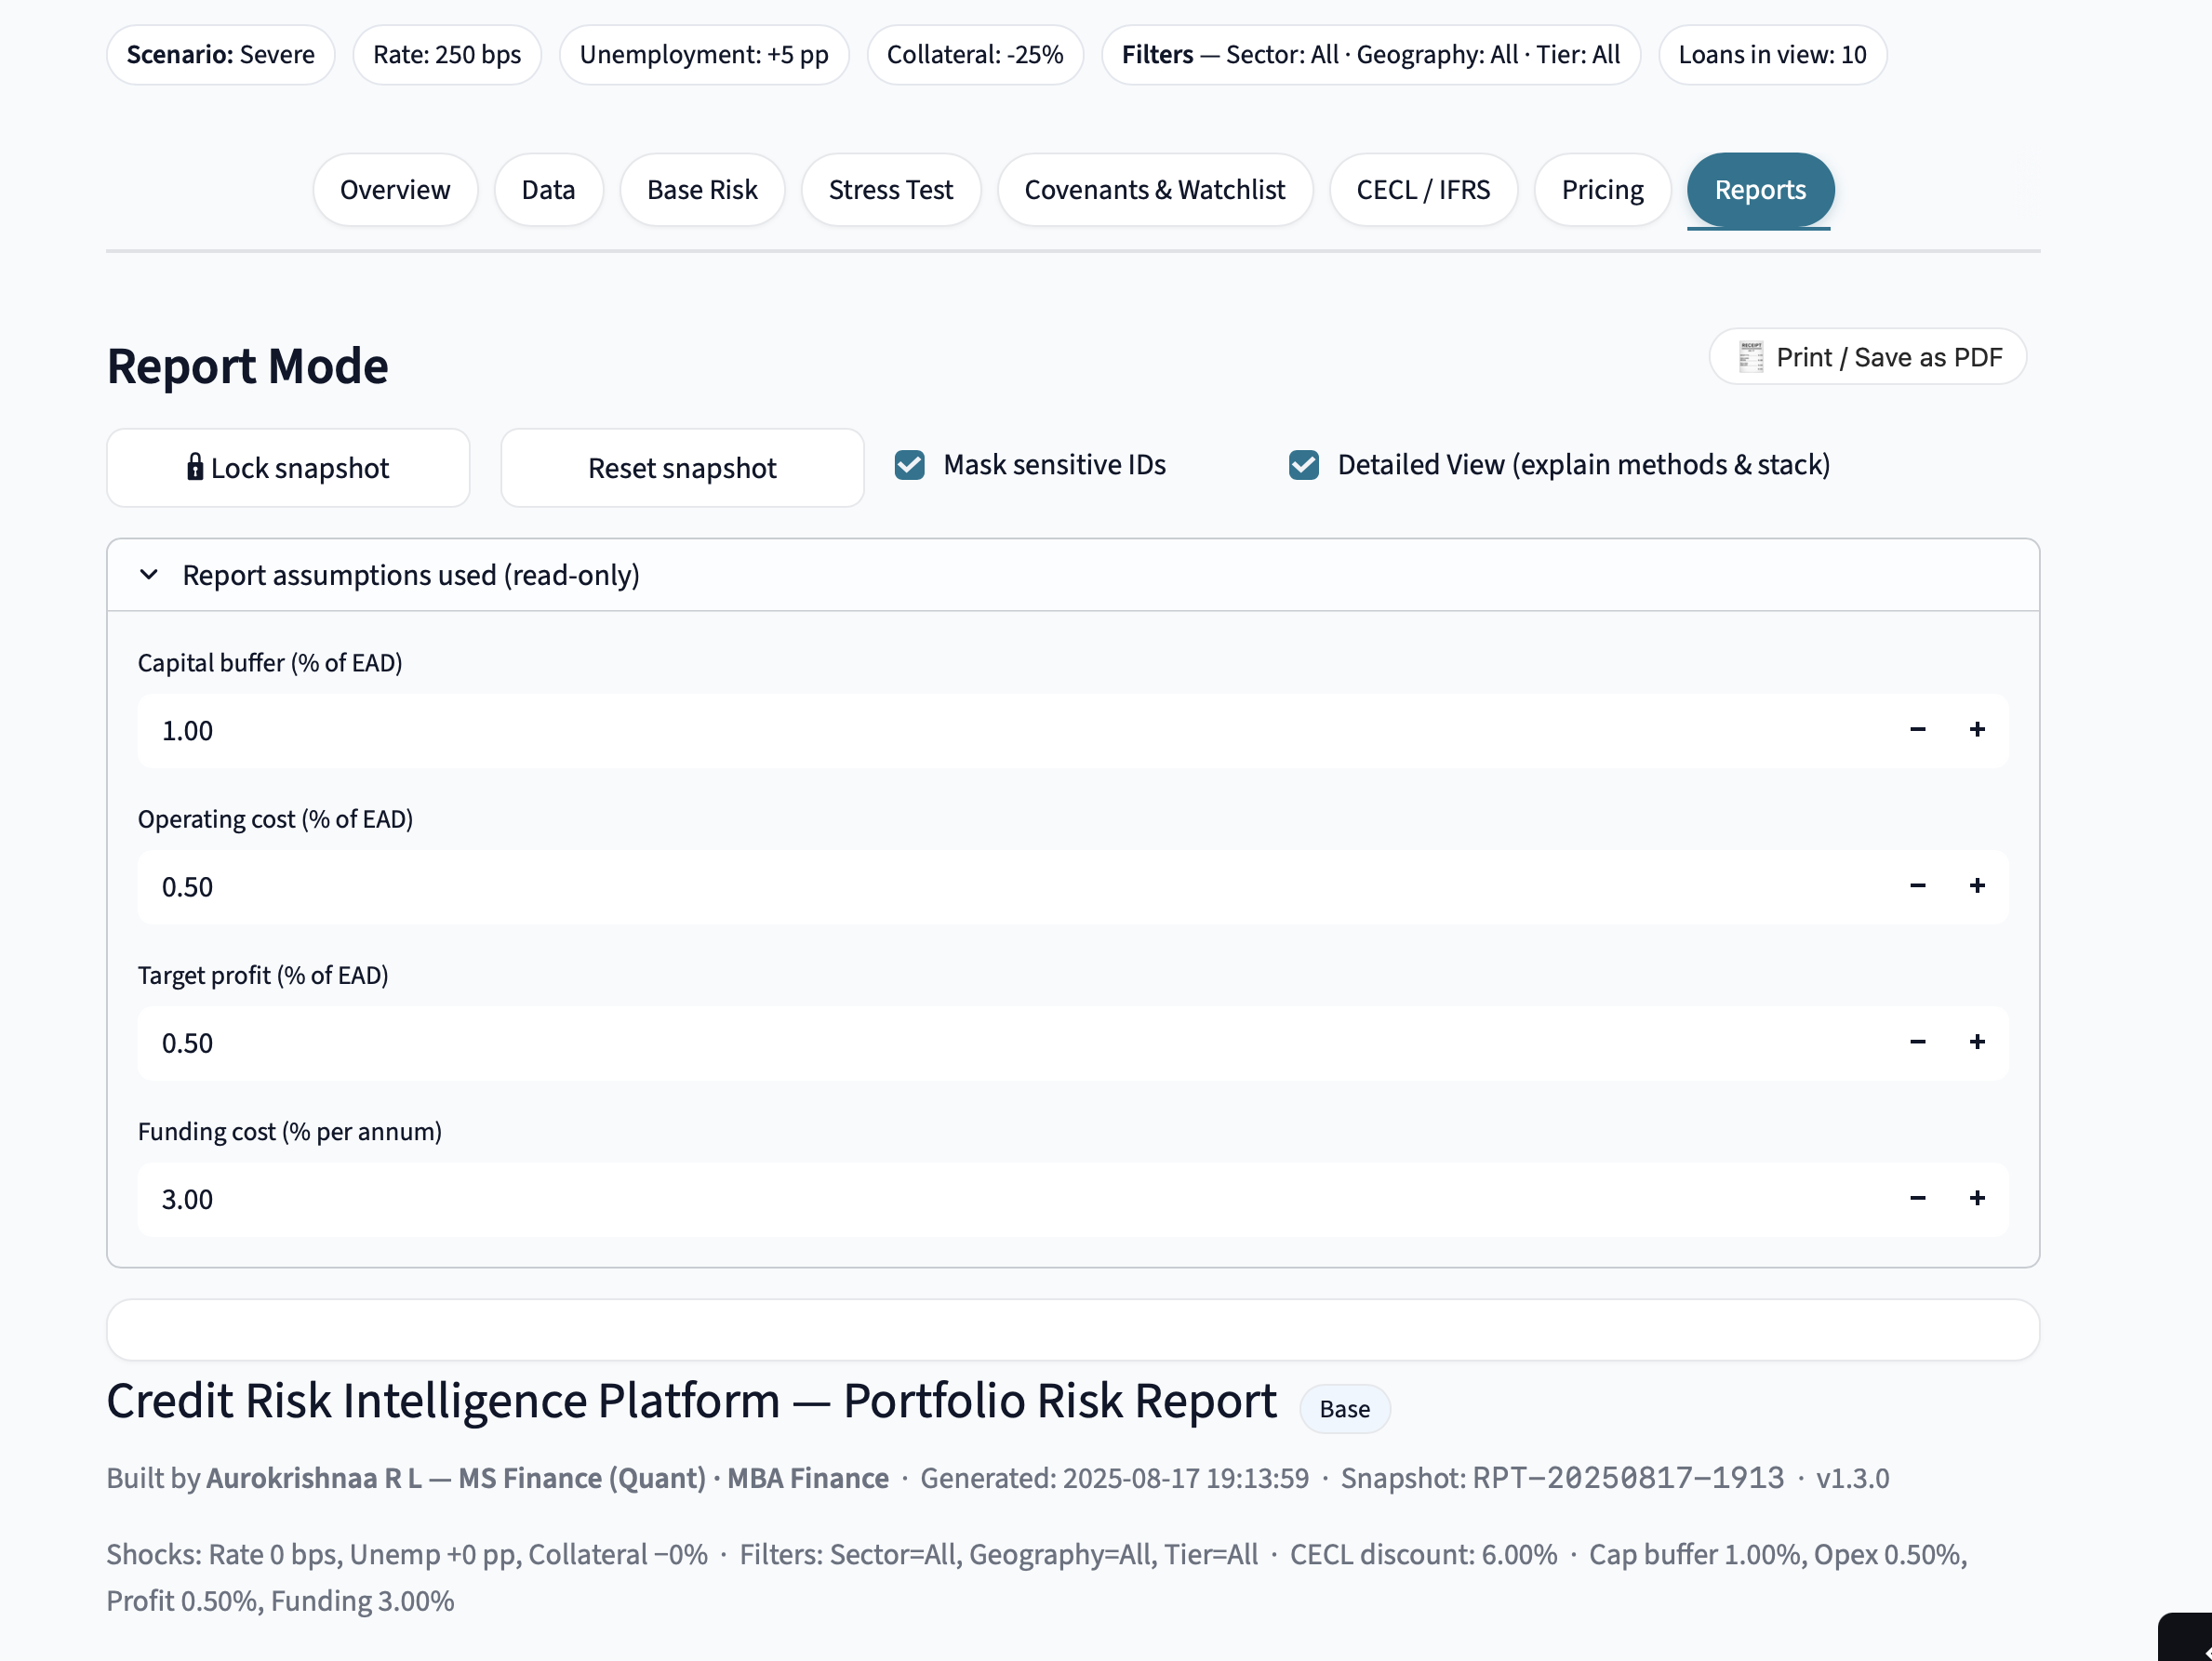 Scenario: Severe Rate: 250 bps Unemployment: +5 pp Collateral: -25% Filters — Sector: All · Geography: All · Tier: All Loans in view: 10
Overview Data Base Risk Stress Test Covenants & Watchlist CECL / IFRS Pricing Reports
Report Mode
Print / Save as PDF
Lock snapshot Reset snapshot Mask sensitive IDs Detailed View (explain methods & stack)
Report assumptions used (read-only)
Capital buffer (% of EAD)
1.00 − +
Operating cost (% of EAD)
0.50 − +
Target profit (% of EAD)
0.50 − +
Funding cost (% per annum)
3.00 − +
Credit Risk Intelligence Platform — Portfolio Risk Report Base
Built by Aurokrishnaa R L — MS Finance (Quant) · MBA Finance · Generated: 2025-08-17 19:13:59 · Snapshot: RPT-20250817-1913 · v1.3.0
Shocks: Rate 0 bps, Unemp +0 pp, Collateral −0% · Filters: Sector=All, Geography=All, Tier=All · CECL discount: 6.00% · Cap buffer 1.00%, Opex 0.50%,
Profit 0.50%, Funding 3.00%